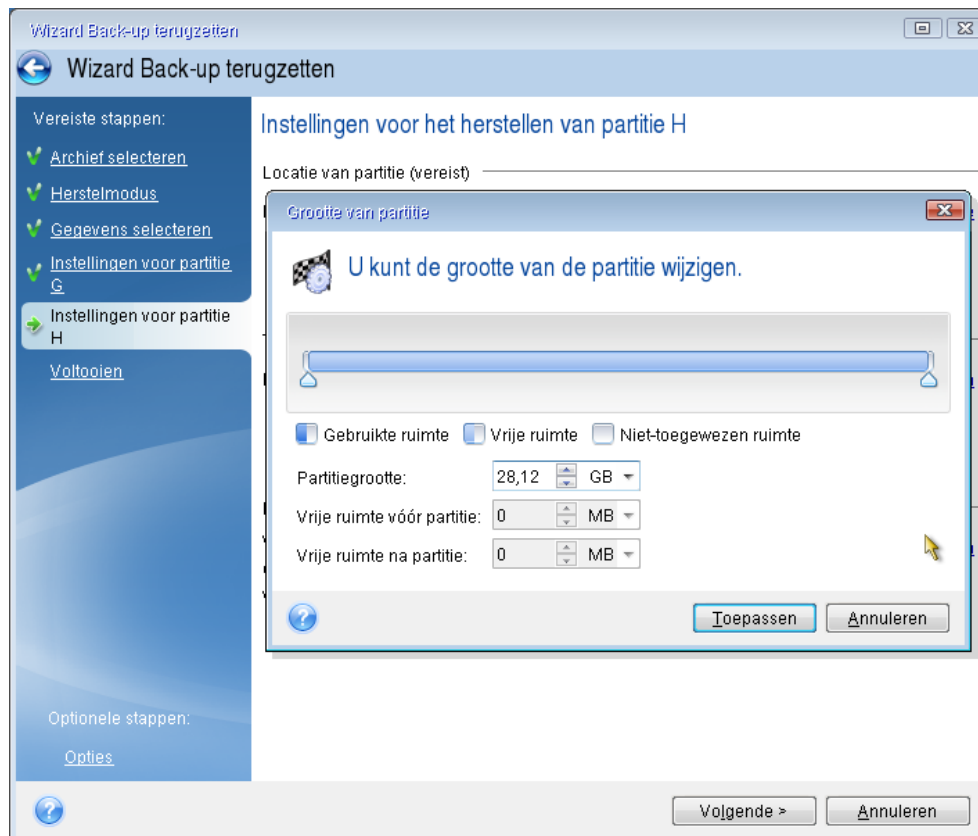 Wizard Back-up terugzetten
Wizard Back-up terugzetten
Vereiste stappen:
Archief selecteren
Herstelmodus
Gegevens selecteren
Instellingen voor partitie
G
Instellingen voor partitie
H
Voltooien
Optionele stappen:
Opties
Instellingen voor het herstellen van partitie H
Locatie van partitie (vereist)
Grootte van partitie
U kunt de grootte van de partitie wijzigen.
Gebruikte ruimte Vrije ruimte Niet-toegewezen ruimte
Partitiegrootte: 28,12 GB
Vrije ruimte vóór partitie: 0 MB
Vrije ruimte na partitie: 0 MB
Toepassen Annuleren
Volgende > Annuleren